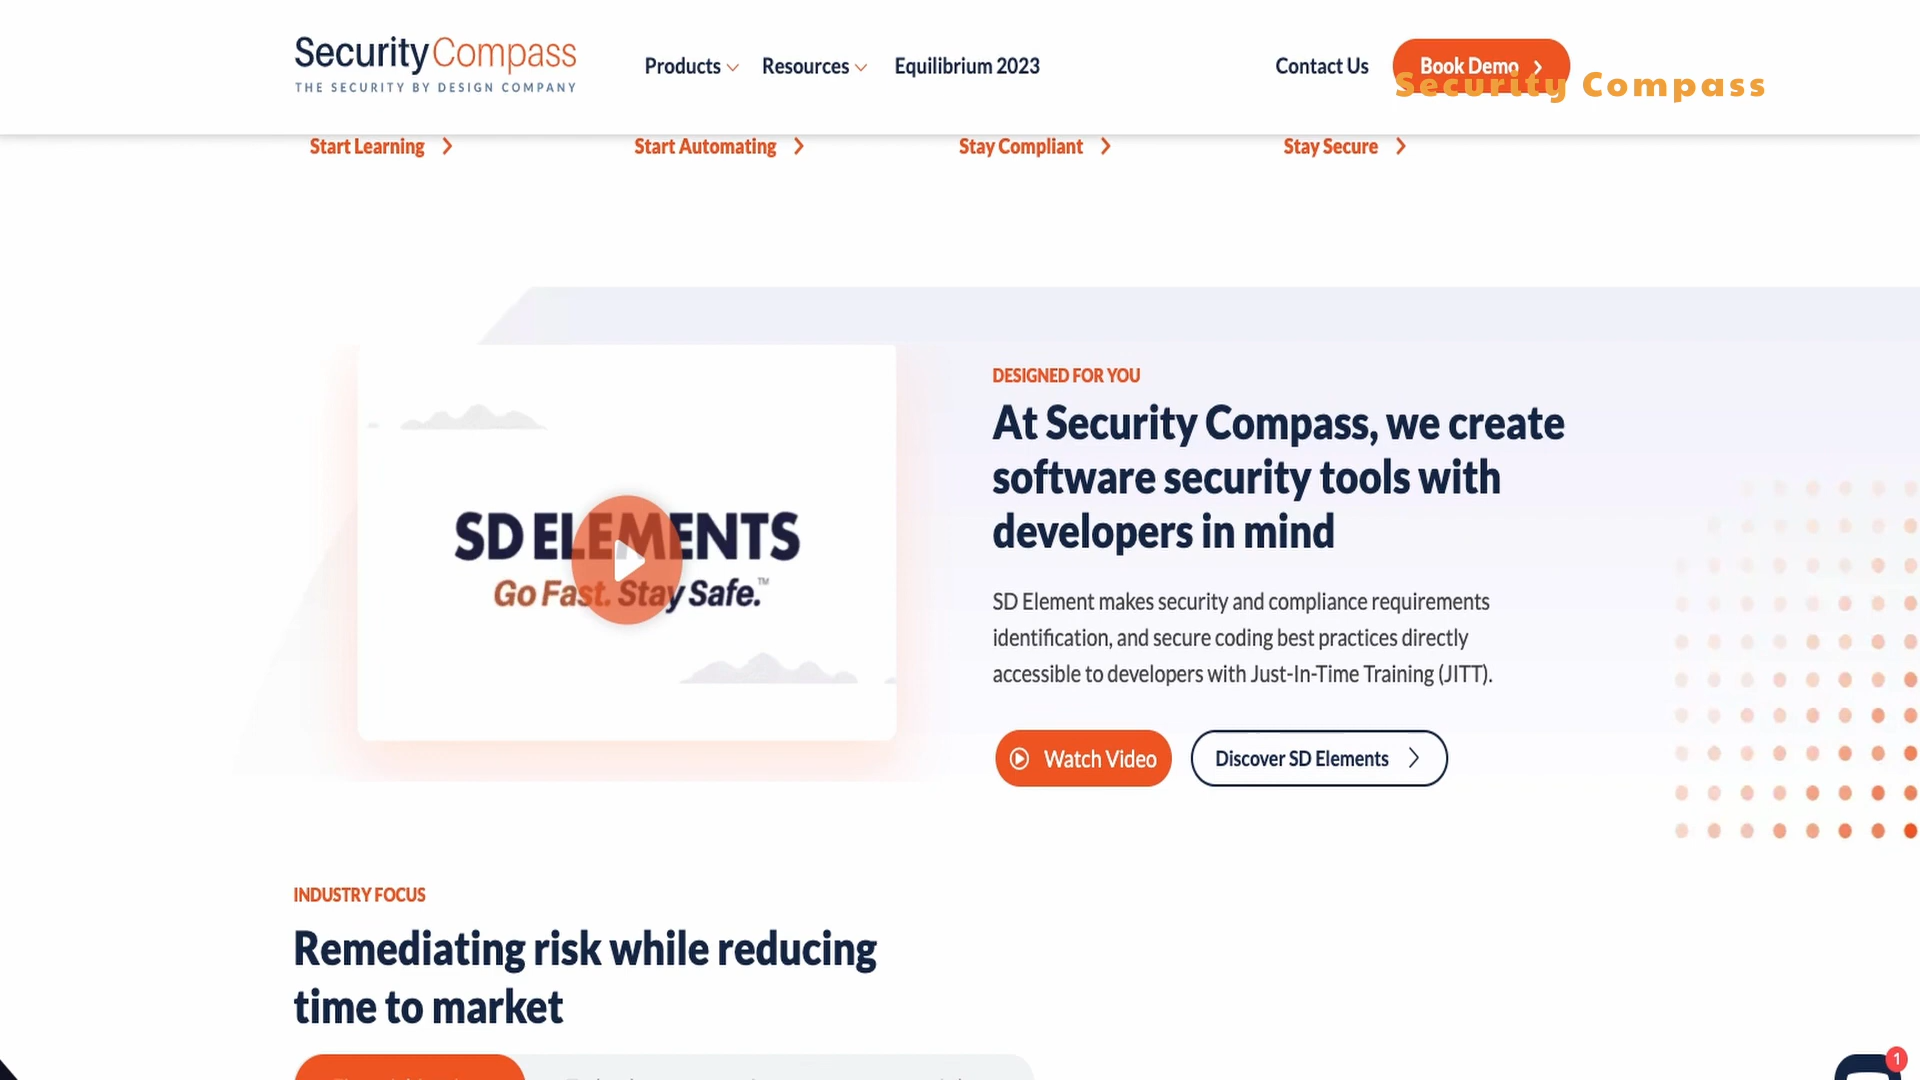 Security Compass
THE SECURITY BY DESIGN COMPANY
Products
Resources
Equilibrium 2023
Contact Us
Book Demo
Security Compass
Start Learning
Start Automating
Stay Compliant
Stay Secure
SD ELEMENTS
Go Fast. Stay Safe.™
DESIGNED FOR YOU
At Security Compass, we create
software security tools with
developers in mind
SD Element makes security and compliance requirements
identification, and secure coding best practices directly
accessible to developers with Just-In-Time Training (JITT).
Watch Video
Discover SD Elements
INDUSTRY FOCUS
Remediating risk while reducing
time to market
1